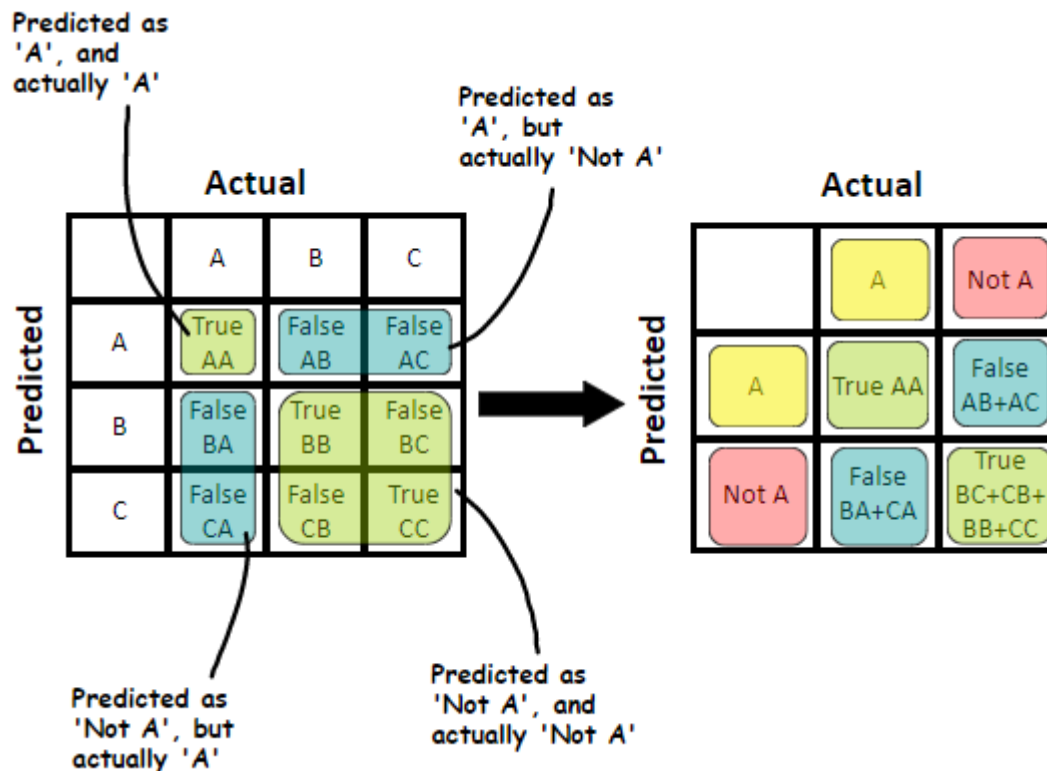 Predicted as
'A', and
actually 'A'
Predicted as
'A', but
actually 'Not A'
Actual
Predicted
A
B
C
A
True
AA
False
AB
False
AC
B
False
BA
True
BB
False
BC
C
False
CA
False
CB
True
CC
Predicted as
'Not A', but
actually 'A'
Predicted as
'Not A', and
actually 'Not A'
Actual
Predicted
A
Not A
A
True AA
False
AB+AC
Not A
False
BA+CA
True
BC+CB+
BB+CC